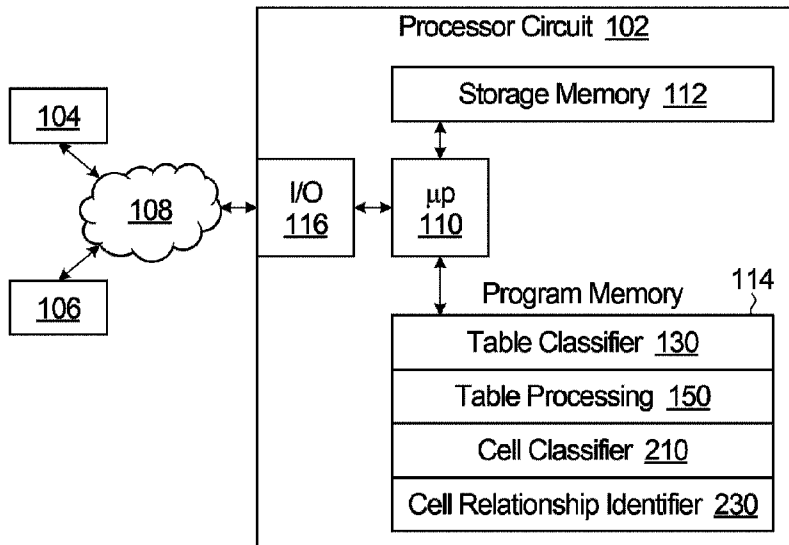 Processor Circuit 102
Storage Memory 112
104
108
I/O
116
μp
110
106
Program Memory
114
Table Classifier 130
Table Processing 150
Cell Classifier 210
Cell Relationship Identifier 230